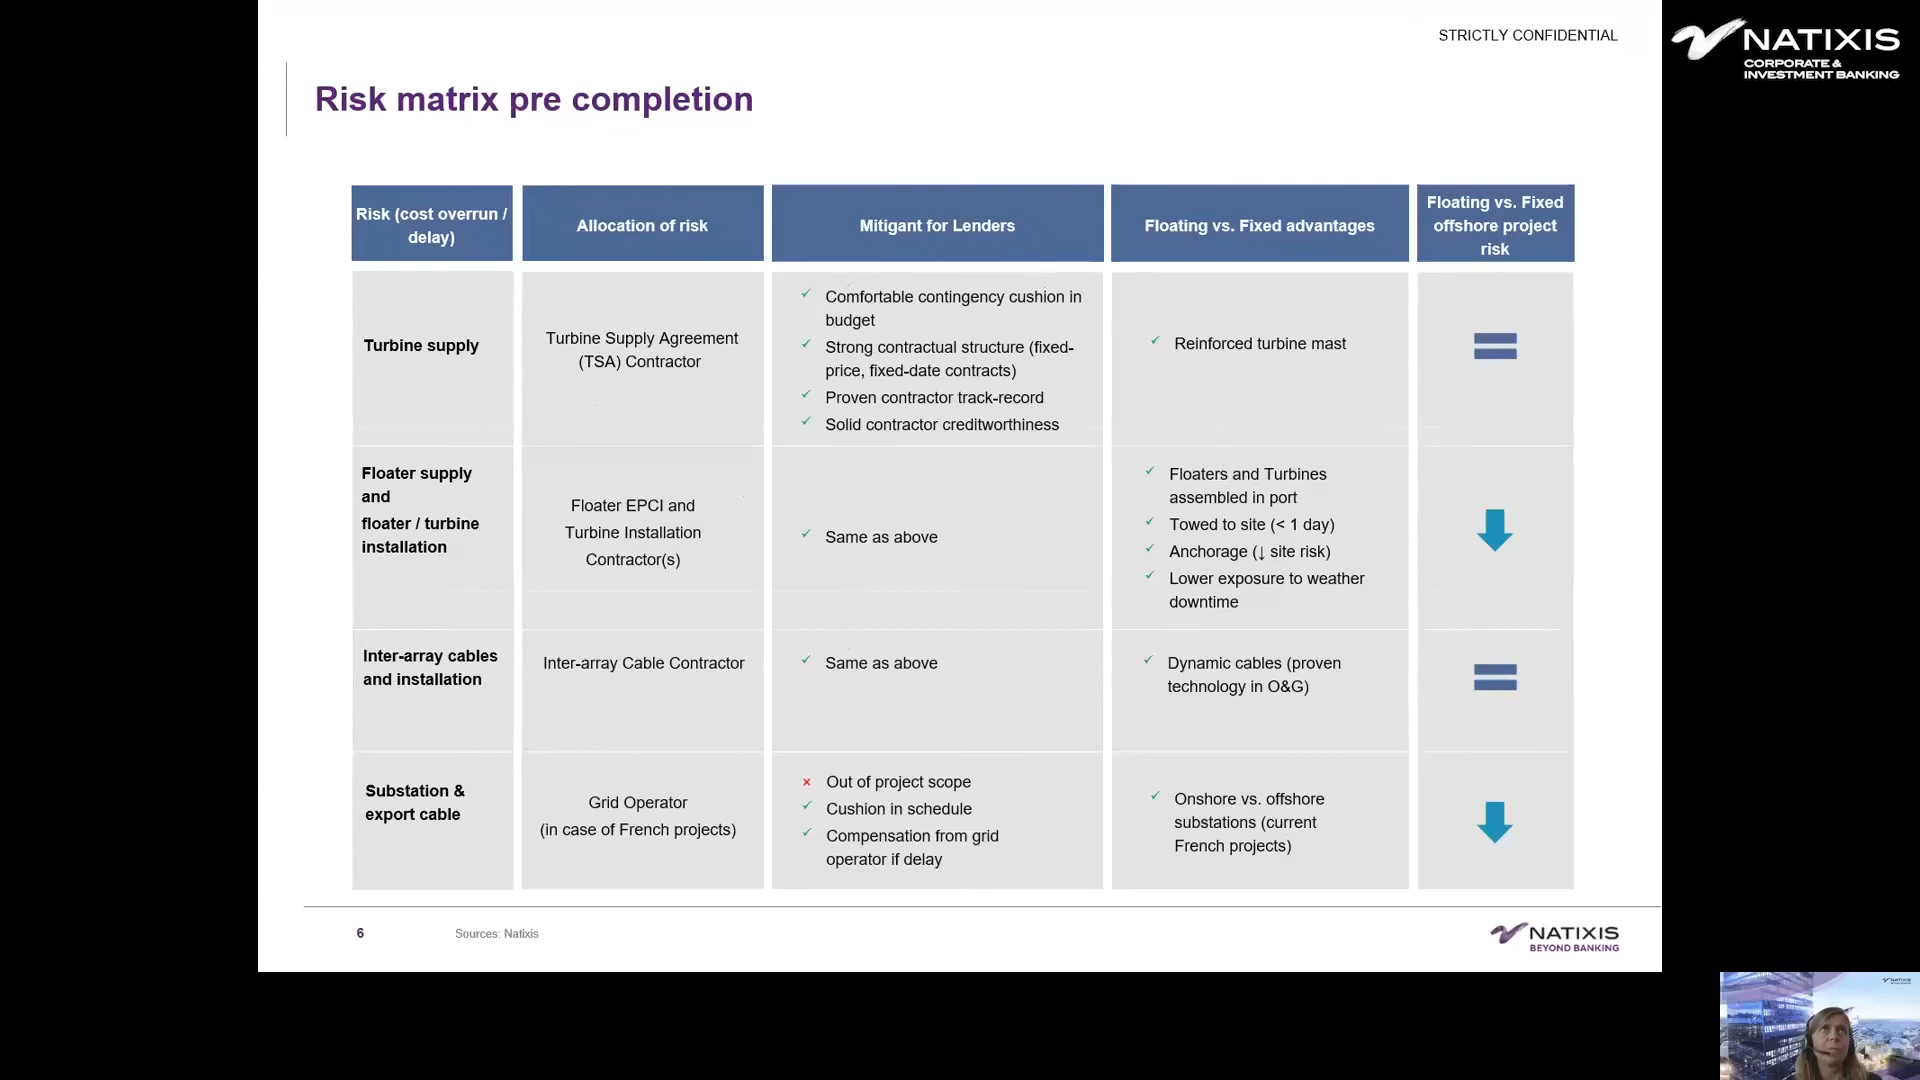 STRICTLY CONFIDENTIAL
NATIXIS
CORPORATE &
INVESTMENT BANKING
Risk matrix pre completion
Risk (cost overrun /
delay)
Allocation of risk
Mitigant for Lenders
Floating vs. Fixed advantages
Floating vs. Fixed
offshore project
risk
Turbine supply
Turbine Supply Agreement
(TSA) Contractor
✓ Comfortable contingency cushion in
budget
✓ Strong contractual structure (fixed-
price, fixed-date contracts)
✓ Proven contractor track-record
✓ Solid contractor creditworthiness
✓ Reinforced turbine mast
Floater supply
and
floater / turbine
installation
Floater EPCI and
Turbine Installation
Contractor(s)
✓ Same as above
✓ Floaters and Turbines
assembled in port
✓ Towed to site (< 1 day)
✓ Anchorage (↓ site risk)
✓ Lower exposure to weather
downtime
Inter-array cables
and installation
Inter-array Cable Contractor
✓ Same as above
✓ Dynamic cables (proven
technology in O&G)
Substation &
export cable
Grid Operator
(in case of French projects)
× Out of project scope
✓ Cushion in schedule
✓ Compensation from grid
operator if delay
✓ Onshore vs. offshore
substations (current
French projects)
6
Sources: Natixis
NATIXIS
BEYOND BANKING